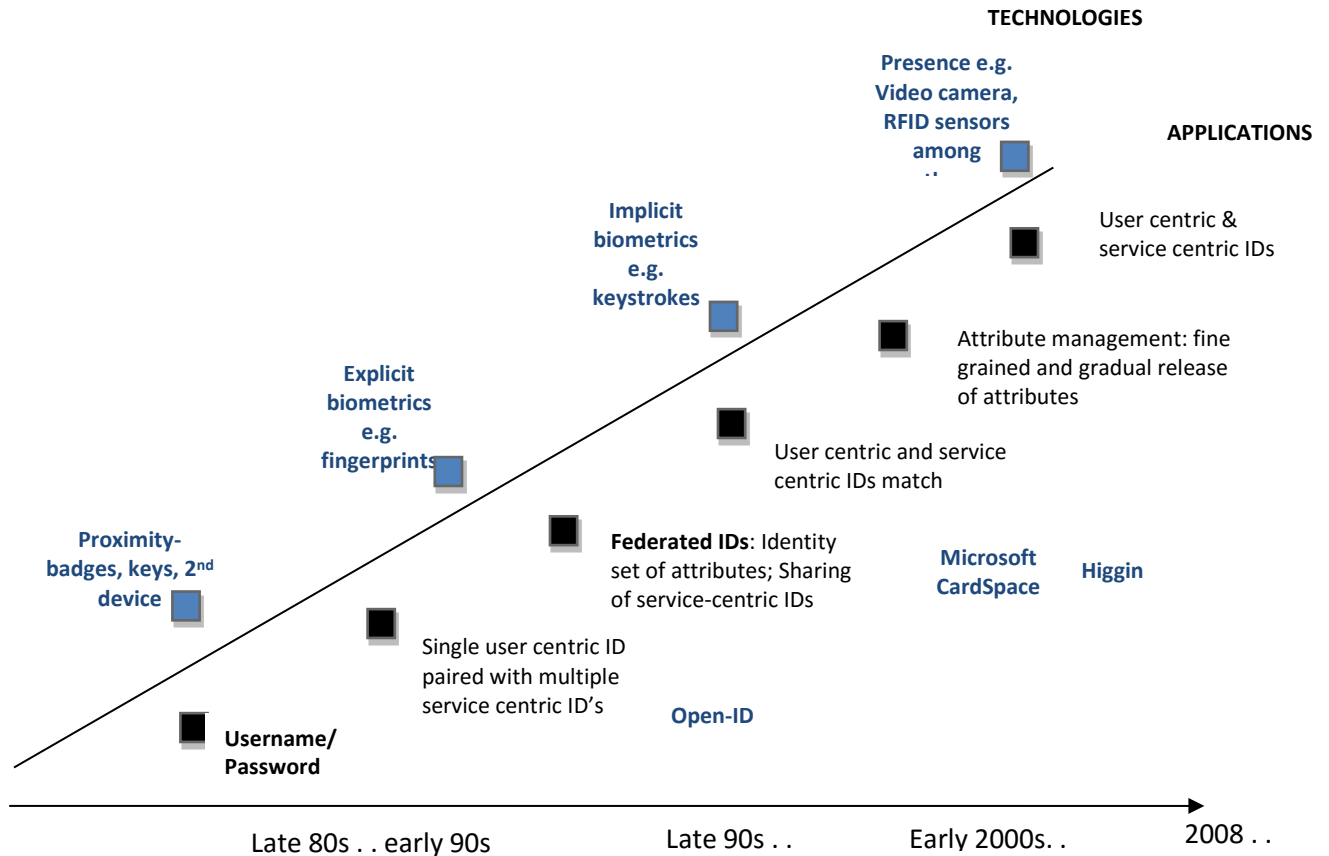 TECHNOLOGIES
Presence e.g.
Video camera,
RFID sensors
among
APPLICATIONS
User centric &
service centric IDs
Implicit
biometrics
e.g.
keystrokes
Attribute management: fine
grained and gradual release
of attributes
Explicit
biometrics
e.g.
fingerprints
User centric and service
centric IDs match
Proximity-
badges, keys, 2nd
device
Federated IDs: Identity
set of attributes; Sharing
of service-centric IDs
Microsoft
CardSpace
Higgin
Single user centric ID
paired with multiple
service centric ID's
Open-ID
Username/
Password
Late 80s . . early 90s
Late 90s . .
Early 2000s. .
2008 . .